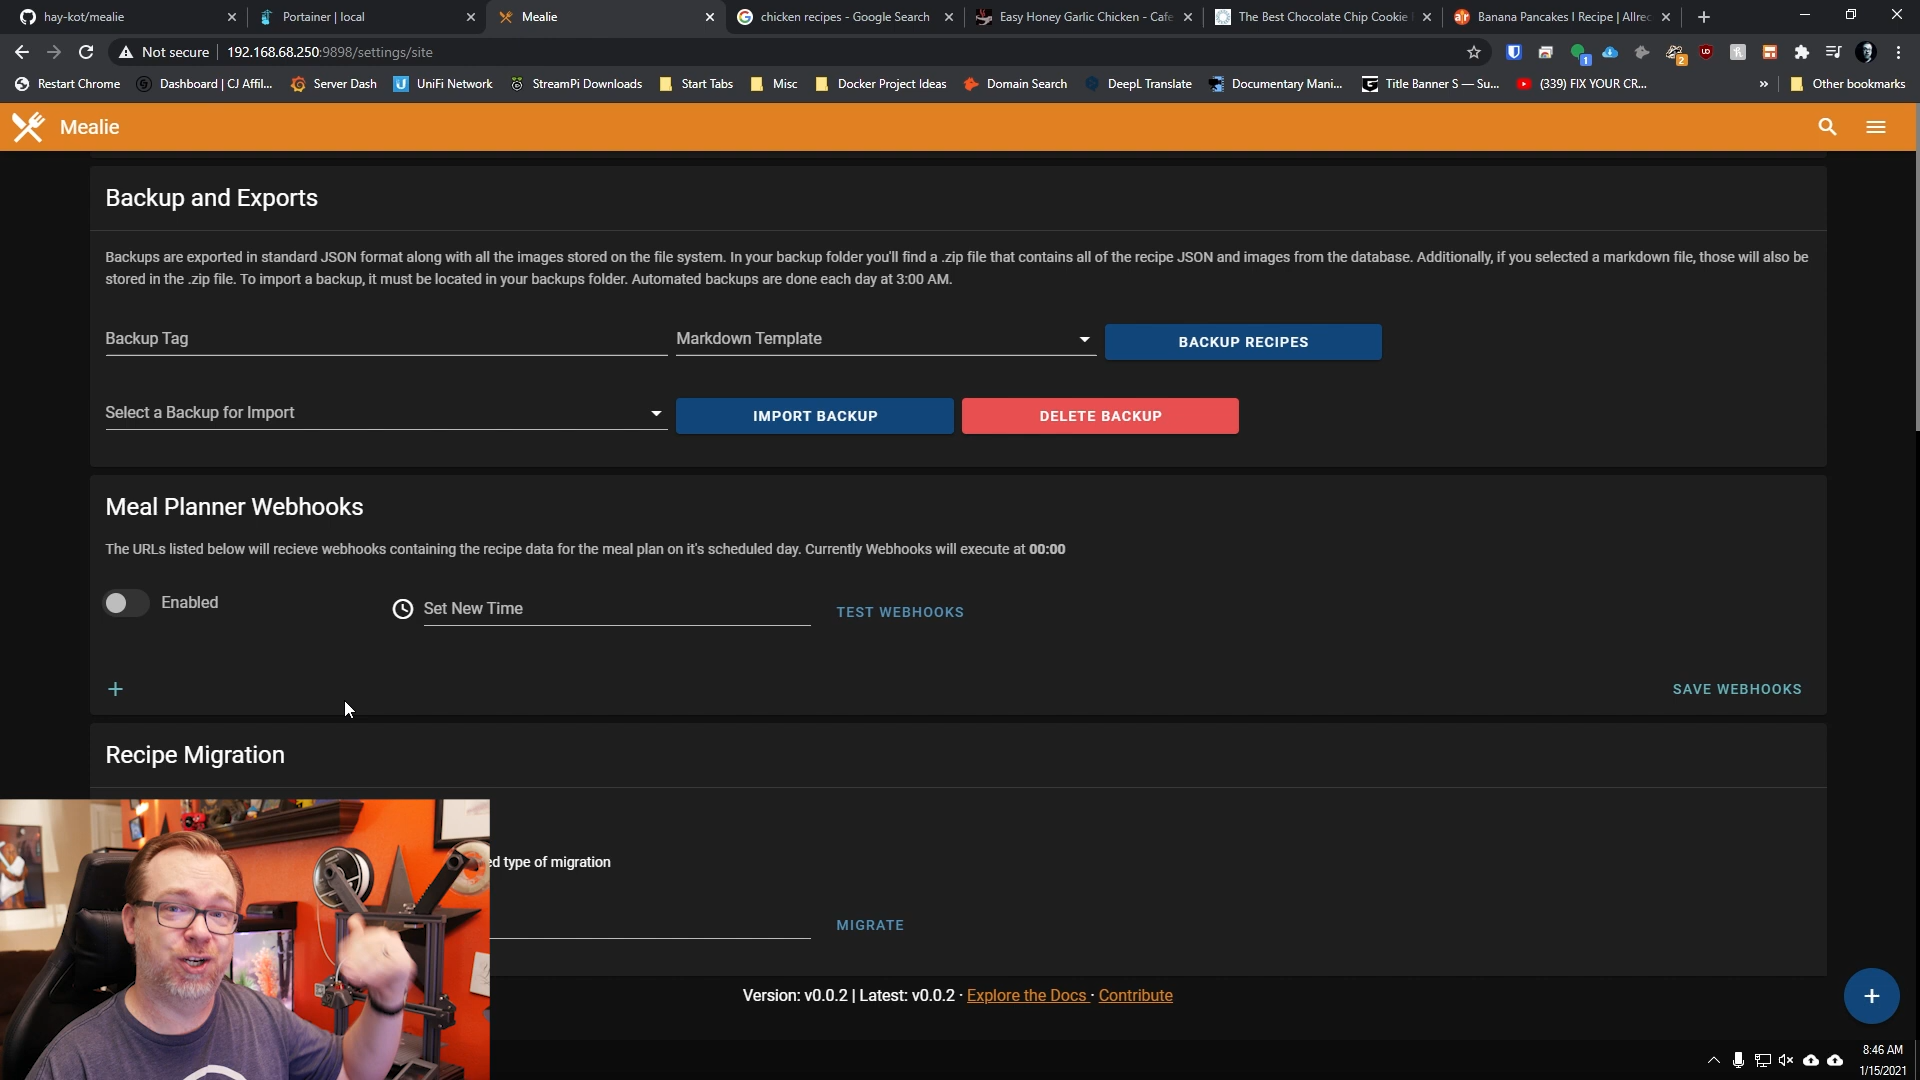 hay-kot/mealie
Portainer | local
Mealie
chicken recipes - Google Search
Easy Honey Garlic Chicken - Cafe
The Best Chocolate Chip Cookie
Banana Pancakes I Recipe | Allrec
Not secure
192.168.68.250:9898/settings/site
Restart Chrome
Dashboard | CJ Affil...
Server Dash
UniFi Network
StreamPi Downloads
Start Tabs
Misc
Docker Project Ideas
Domain Search
DeepL Translate
Documentary Mani...
Title Banner S — Su...
(339) FIX YOUR CR...
»
Other bookmarks
Mealie
Backup and Exports
Backups are exported in standard JSON format along with all the images stored on the file system. In your backup folder you'll find a .zip file that contains all of the recipe JSON and images from the database. Additionally, if you selected a markdown file, those will also be
stored in the .zip file. To import a backup, it must be located in your backups folder. Automated backups are done each day at 3:00 AM.
Backup Tag
Markdown Template
BACKUP RECIPES
Select a Backup for Import
IMPORT BACKUP
DELETE BACKUP
Meal Planner Webhooks
The URLs listed below will recieve webhooks containing the recipe data for the meal plan on it's scheduled day. Currently Webhooks will execute at 00:00
Enabled
Set New Time
TEST WEBHOOKS
+
SAVE WEBHOOKS
Recipe Migration
ed type of migration
MIGRATE
Version: v0.0.2 | Latest: v0.0.2 · Explore the Docs · Contribute
+
8:46 AM
1/15/2021